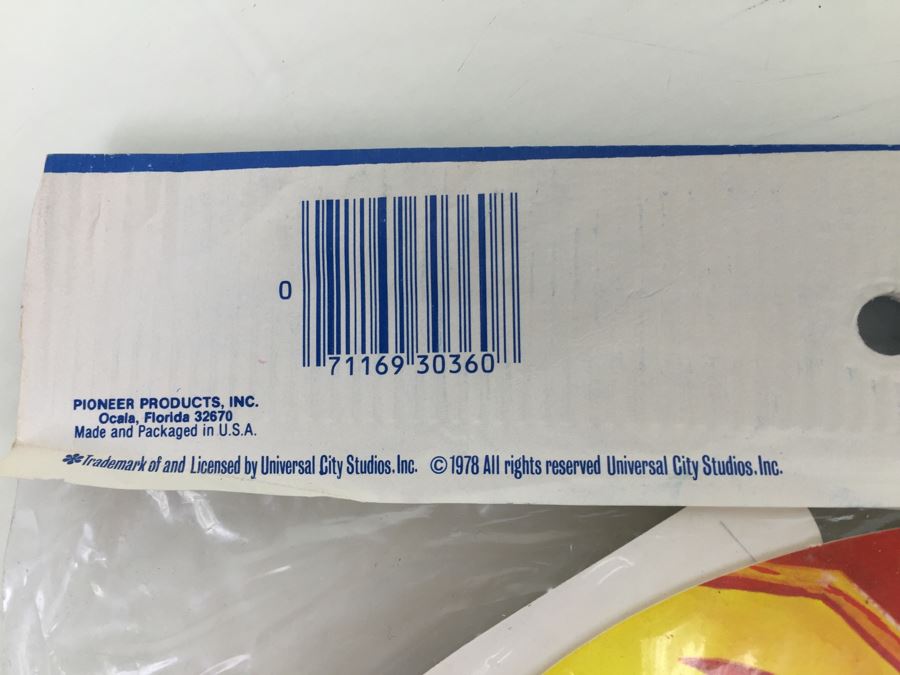 0
71169 30360
PIONEER PRODUCTS, INC.
Ocala, Florida 32670
Made and Packaged in U.S.A.
*Trademark of and Licensed by Universal City Studios, Inc. ©1978 All rights reserved Universal City Studios, Inc.